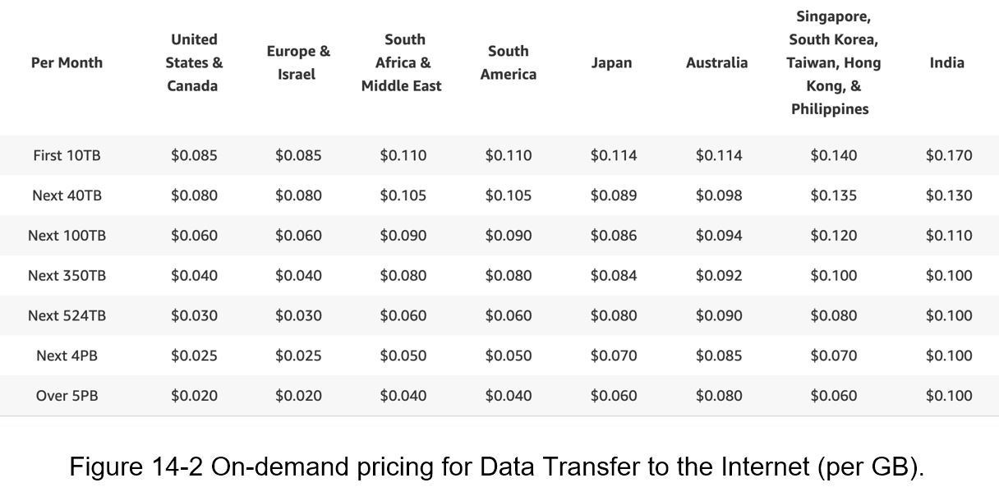 Per Month United States & Canada Europe & Israel South Africa & Middle East South America Japan Australia Singapore, South Korea, Taiwan, Hong Kong, & Philippines India
First 10TB $0.085 $0.085 $0.110 $0.110 $0.114 $0.114 $0.140 $0.170
Next 40TB $0.080 $0.080 $0.105 $0.105 $0.089 $0.098 $0.135 $0.130
Next 100TB $0.060 $0.060 $0.090 $0.090 $0.086 $0.094 $0.120 $0.110
Next 350TB $0.040 $0.040 $0.080 $0.080 $0.084 $0.092 $0.100 $0.100
Next 524TB $0.030 $0.030 $0.060 $0.060 $0.080 $0.090 $0.080 $0.100
Next 4PB $0.025 $0.025 $0.050 $0.050 $0.070 $0.085 $0.070 $0.100
Over 5PB $0.020 $0.020 $0.040 $0.040 $0.060 $0.080 $0.060 $0.100
Figure 14-2 On-demand pricing for Data Transfer to the Internet (per GB).